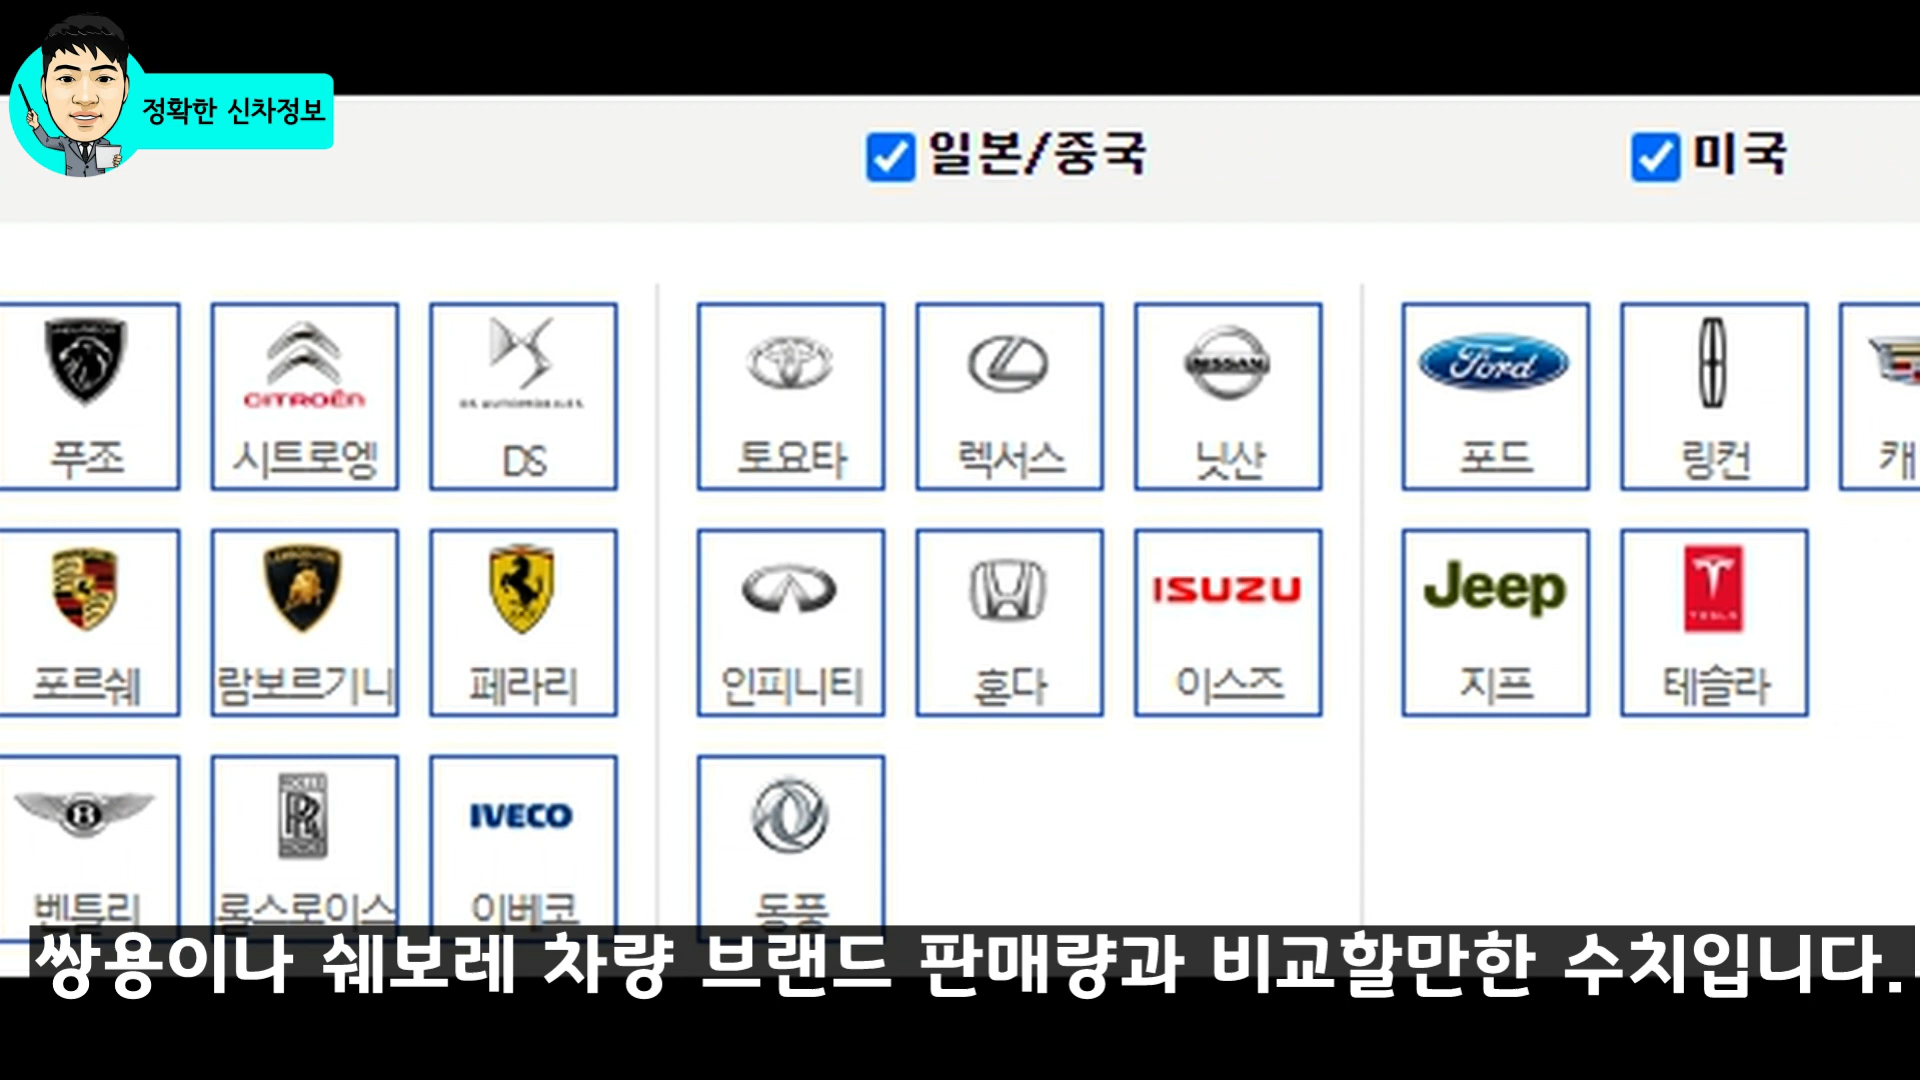 정확한 신차정보
일본/중국
미국
CITROËN
NISSAN
Ford
푸조
시트로엥
DS
토요타
렉서스
닛산
포드
링컨
캐
ISUZU
Jeep
TESLA
포르쉐
람보르기니
페라리
인피니티
혼다
이스즈
지프
테슬라
IVECO
벤틀리
롤스로이스
이베코
동풍
쌍용이나 쉐보레 차량 브랜드 판매량과 비교할만한 수치입니다.